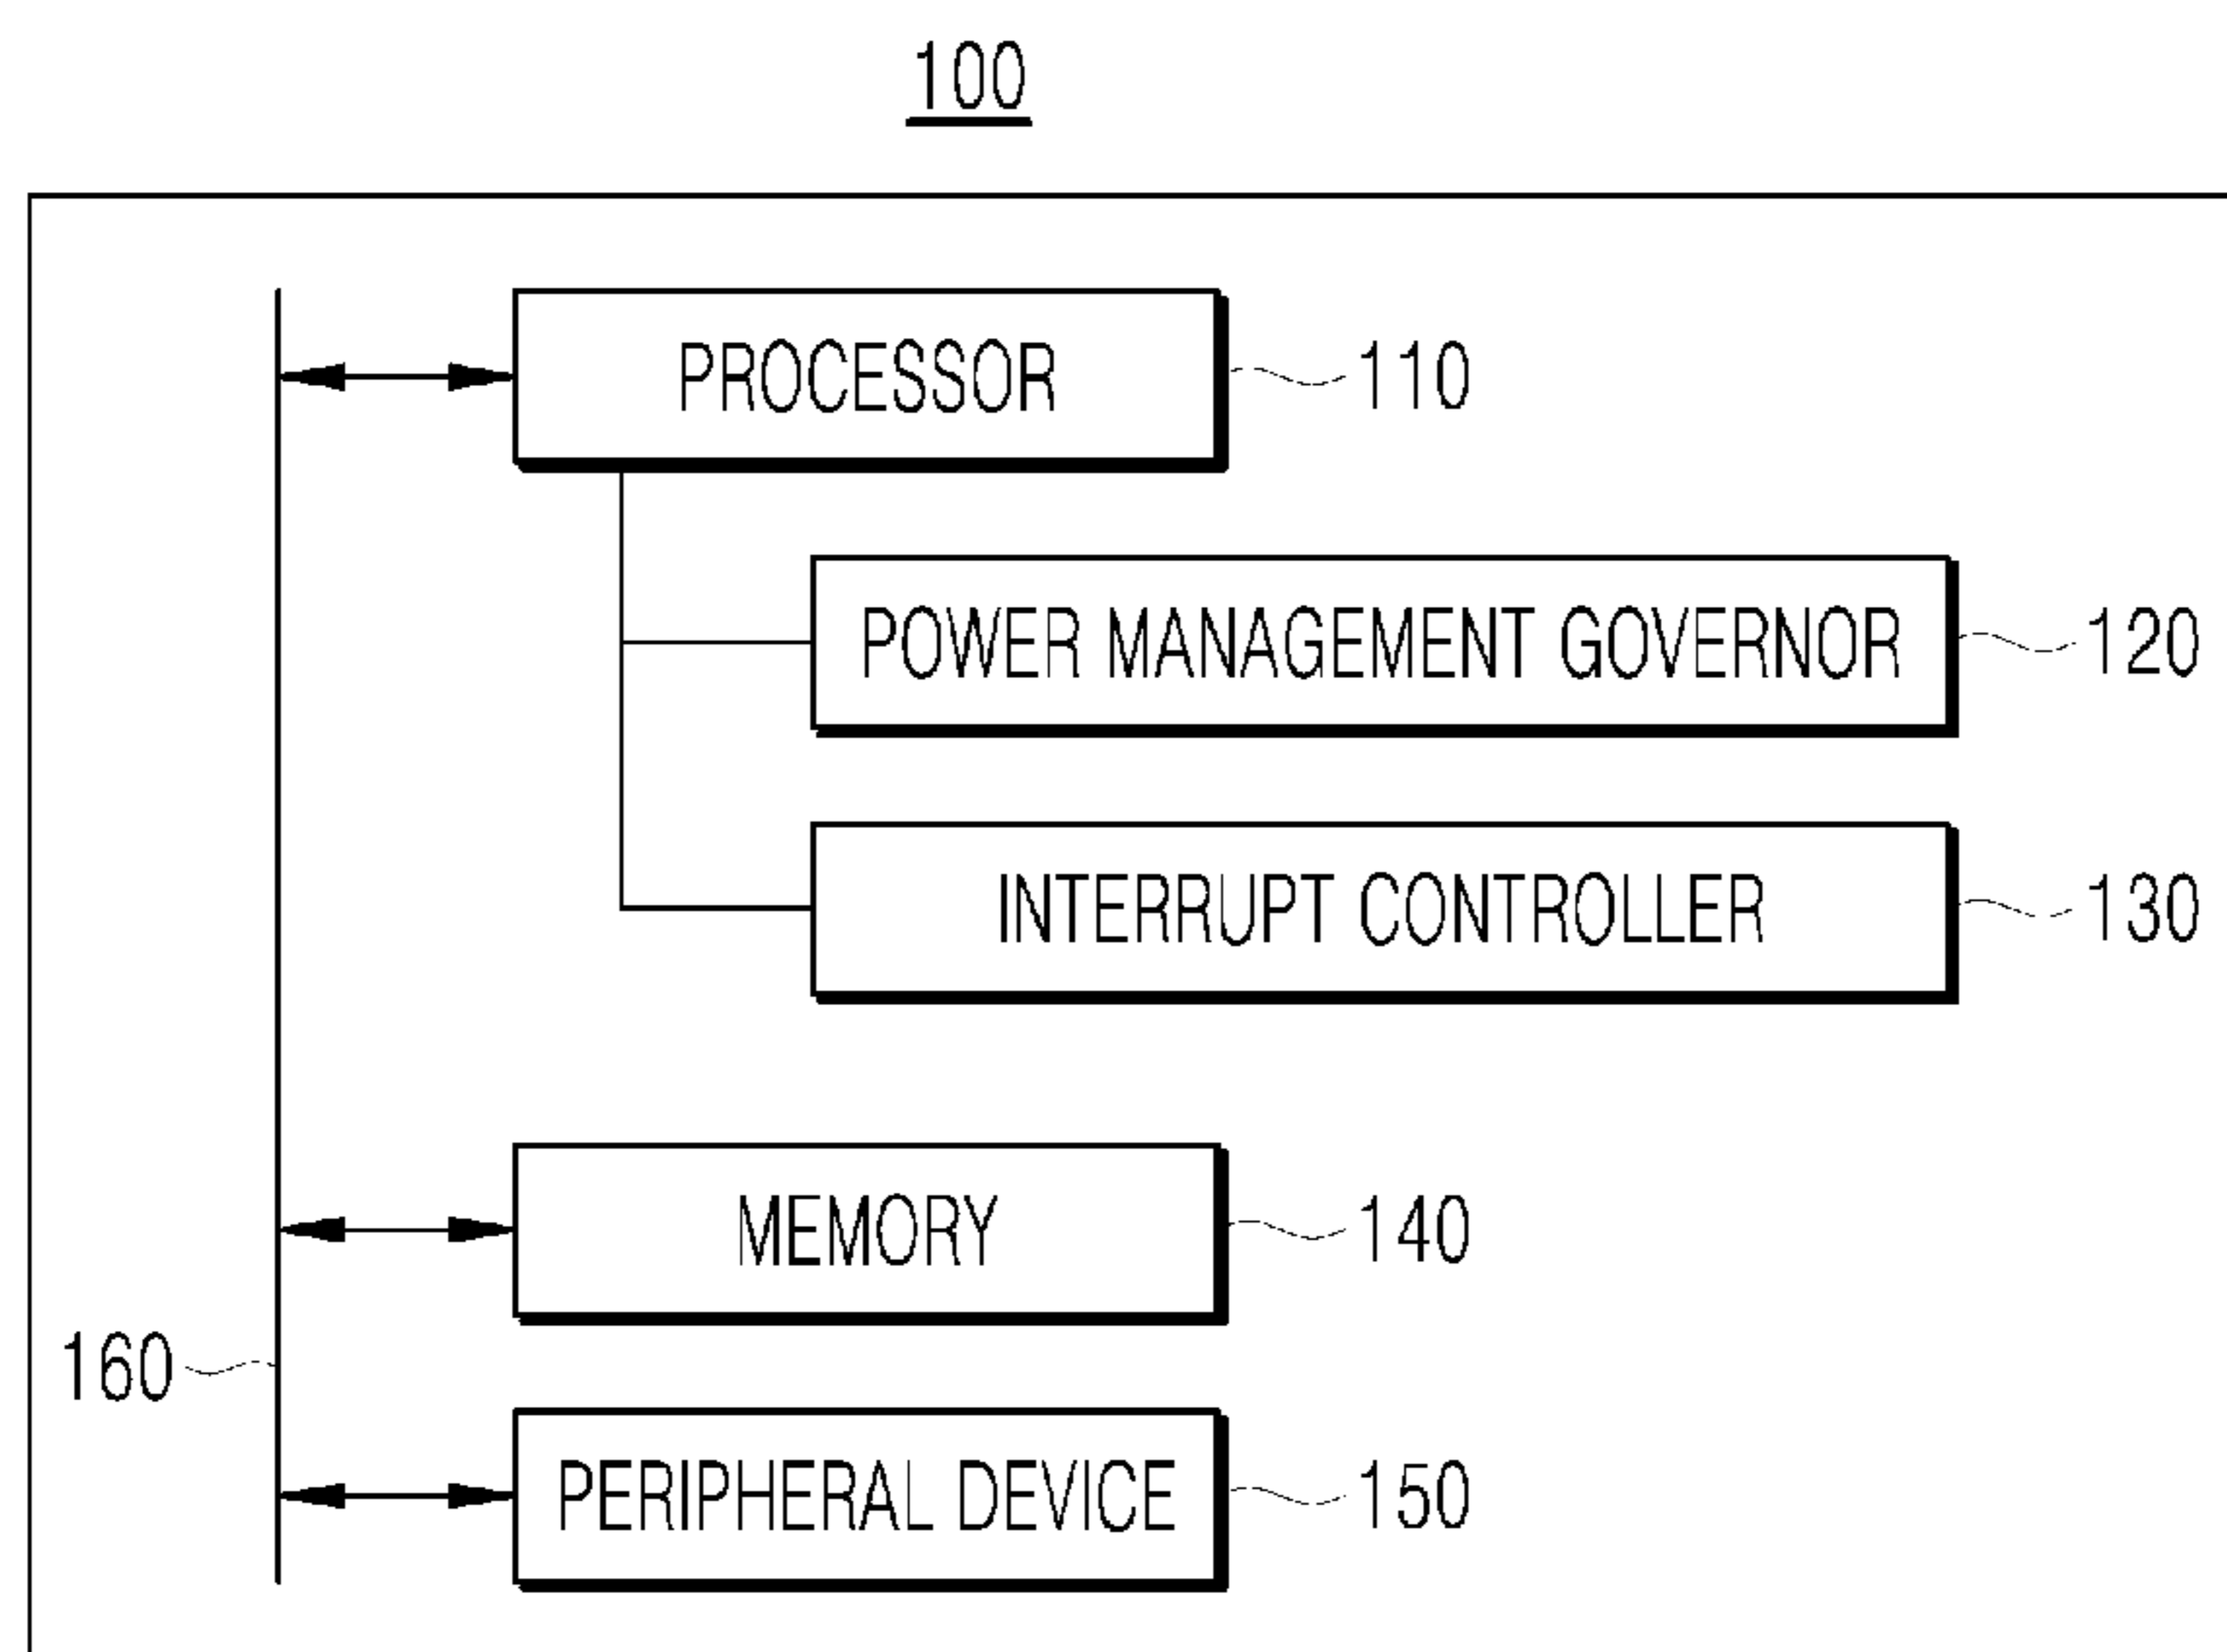 100
PROCESSOR 110
POWER MANAGEMENT GOVERNOR 120
INTERRUPT CONTROLLER 130
MEMORY 140
160
PERIPHERAL DEVICE 150